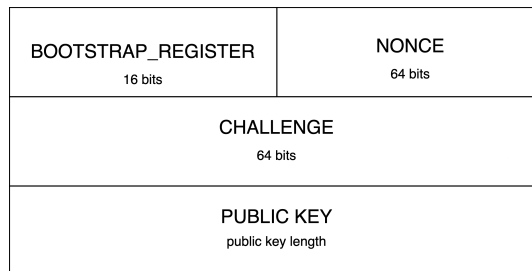 BOOTSTRAP_REGISTER
16 bits
NONCE
64 bits
CHALLENGE
64 bits
PUBLIC KEY
public key length